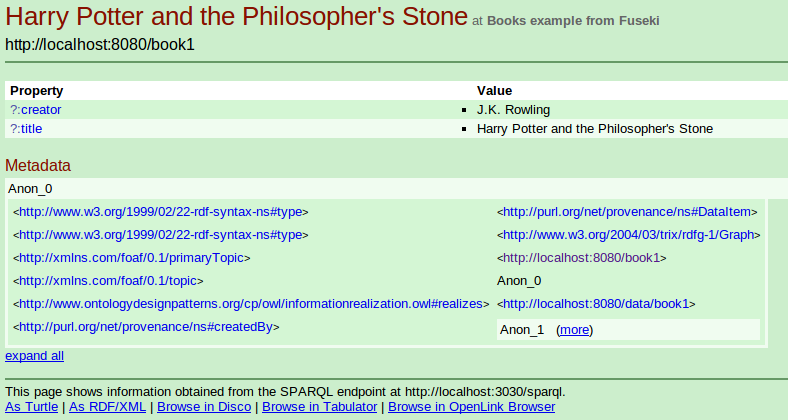 Harry Potter and the Philosopher's Stone at Books example from Fuseki
http://localhost:8080/book1
Property Value
?:creator ▪ J.K. Rowling
?:title ▪ Harry Potter and the Philosopher's Stone
Metadata
Anon_0
<http://www.w3.org/1999/02/22-rdf-syntax-ns#type> <http://purl.org/net/provenance/ns#DataItem>
<http://www.w3.org/1999/02/22-rdf-syntax-ns#type> <http://www.w3.org/2004/03/trix/rdfg-1/Graph>
<http://xmlns.com/foaf/0.1/primaryTopic> <http://localhost:8080/book1>
<http://xmlns.com/foaf/0.1/topic> Anon_0
<http://www.ontologydesignpatterns.org/cp/owl/informationrealization.owl#realizes> <http://localhost:8080/data/book1>
<http://purl.org/net/provenance/ns#createdBy> Anon_1 (more)
expand all
This page shows information obtained from the SPARQL endpoint at http://localhost:3030/sparql.
As Turtle | As RDF/XML | Browse in Disco | Browse in Tabulator | Browse in OpenLink Browser